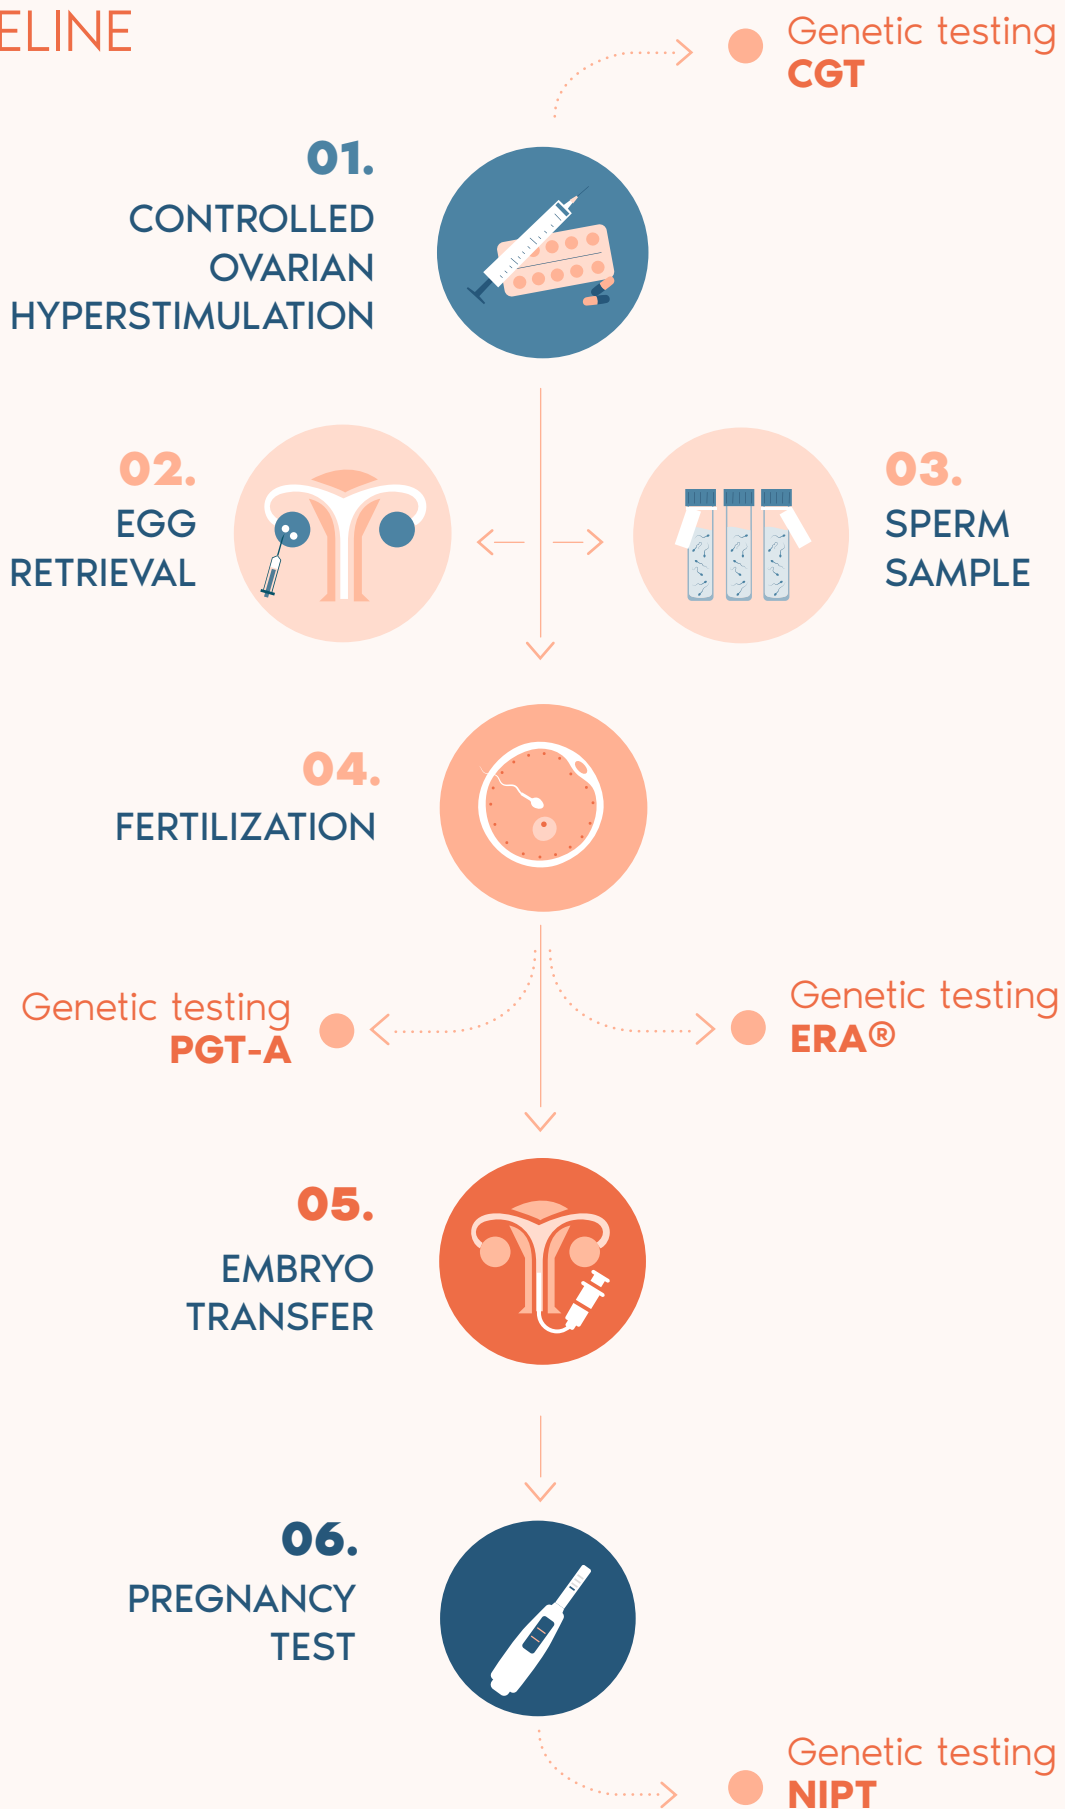 ELINE
Genetic testing
CGT
01.
CONTROLLED
OVARIAN
HYPERSTIMULATION
02.
EGG
RETRIEVAL
03.
SPERM
SAMPLE
04.
FERTILIZATION
Genetic testing
PGT-A
Genetic testing
ERA®
05.
EMBRYO
TRANSFER
06.
PREGNANCY
TEST
Genetic testing
NIPT